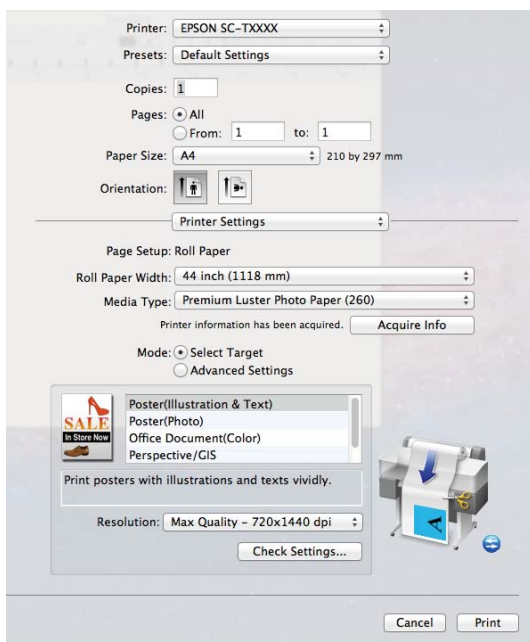 Printer: EPSON SC-TXXXX
Presets: Default Settings
Copies: 1
Pages: All
From: 1 to: 1
Paper Size: A4 210 by 297 mm
Orientation:
Printer Settings
Page Setup: Roll Paper
Roll Paper Width: 44 inch (1118 mm)
Media Type: Premium Luster Photo Paper (260)
Printer information has been acquired. Acquire Info
Mode: Select Target
Advanced Settings
SALE
In Store Now
Poster(Illustration & Text)
Poster(Photo)
Office Document(Color)
Perspective/GIS
Print posters with illustrations and texts vividly.
A
Resolution: Max Quality - 720x1440 dpi
Check Settings...
Cancel Print